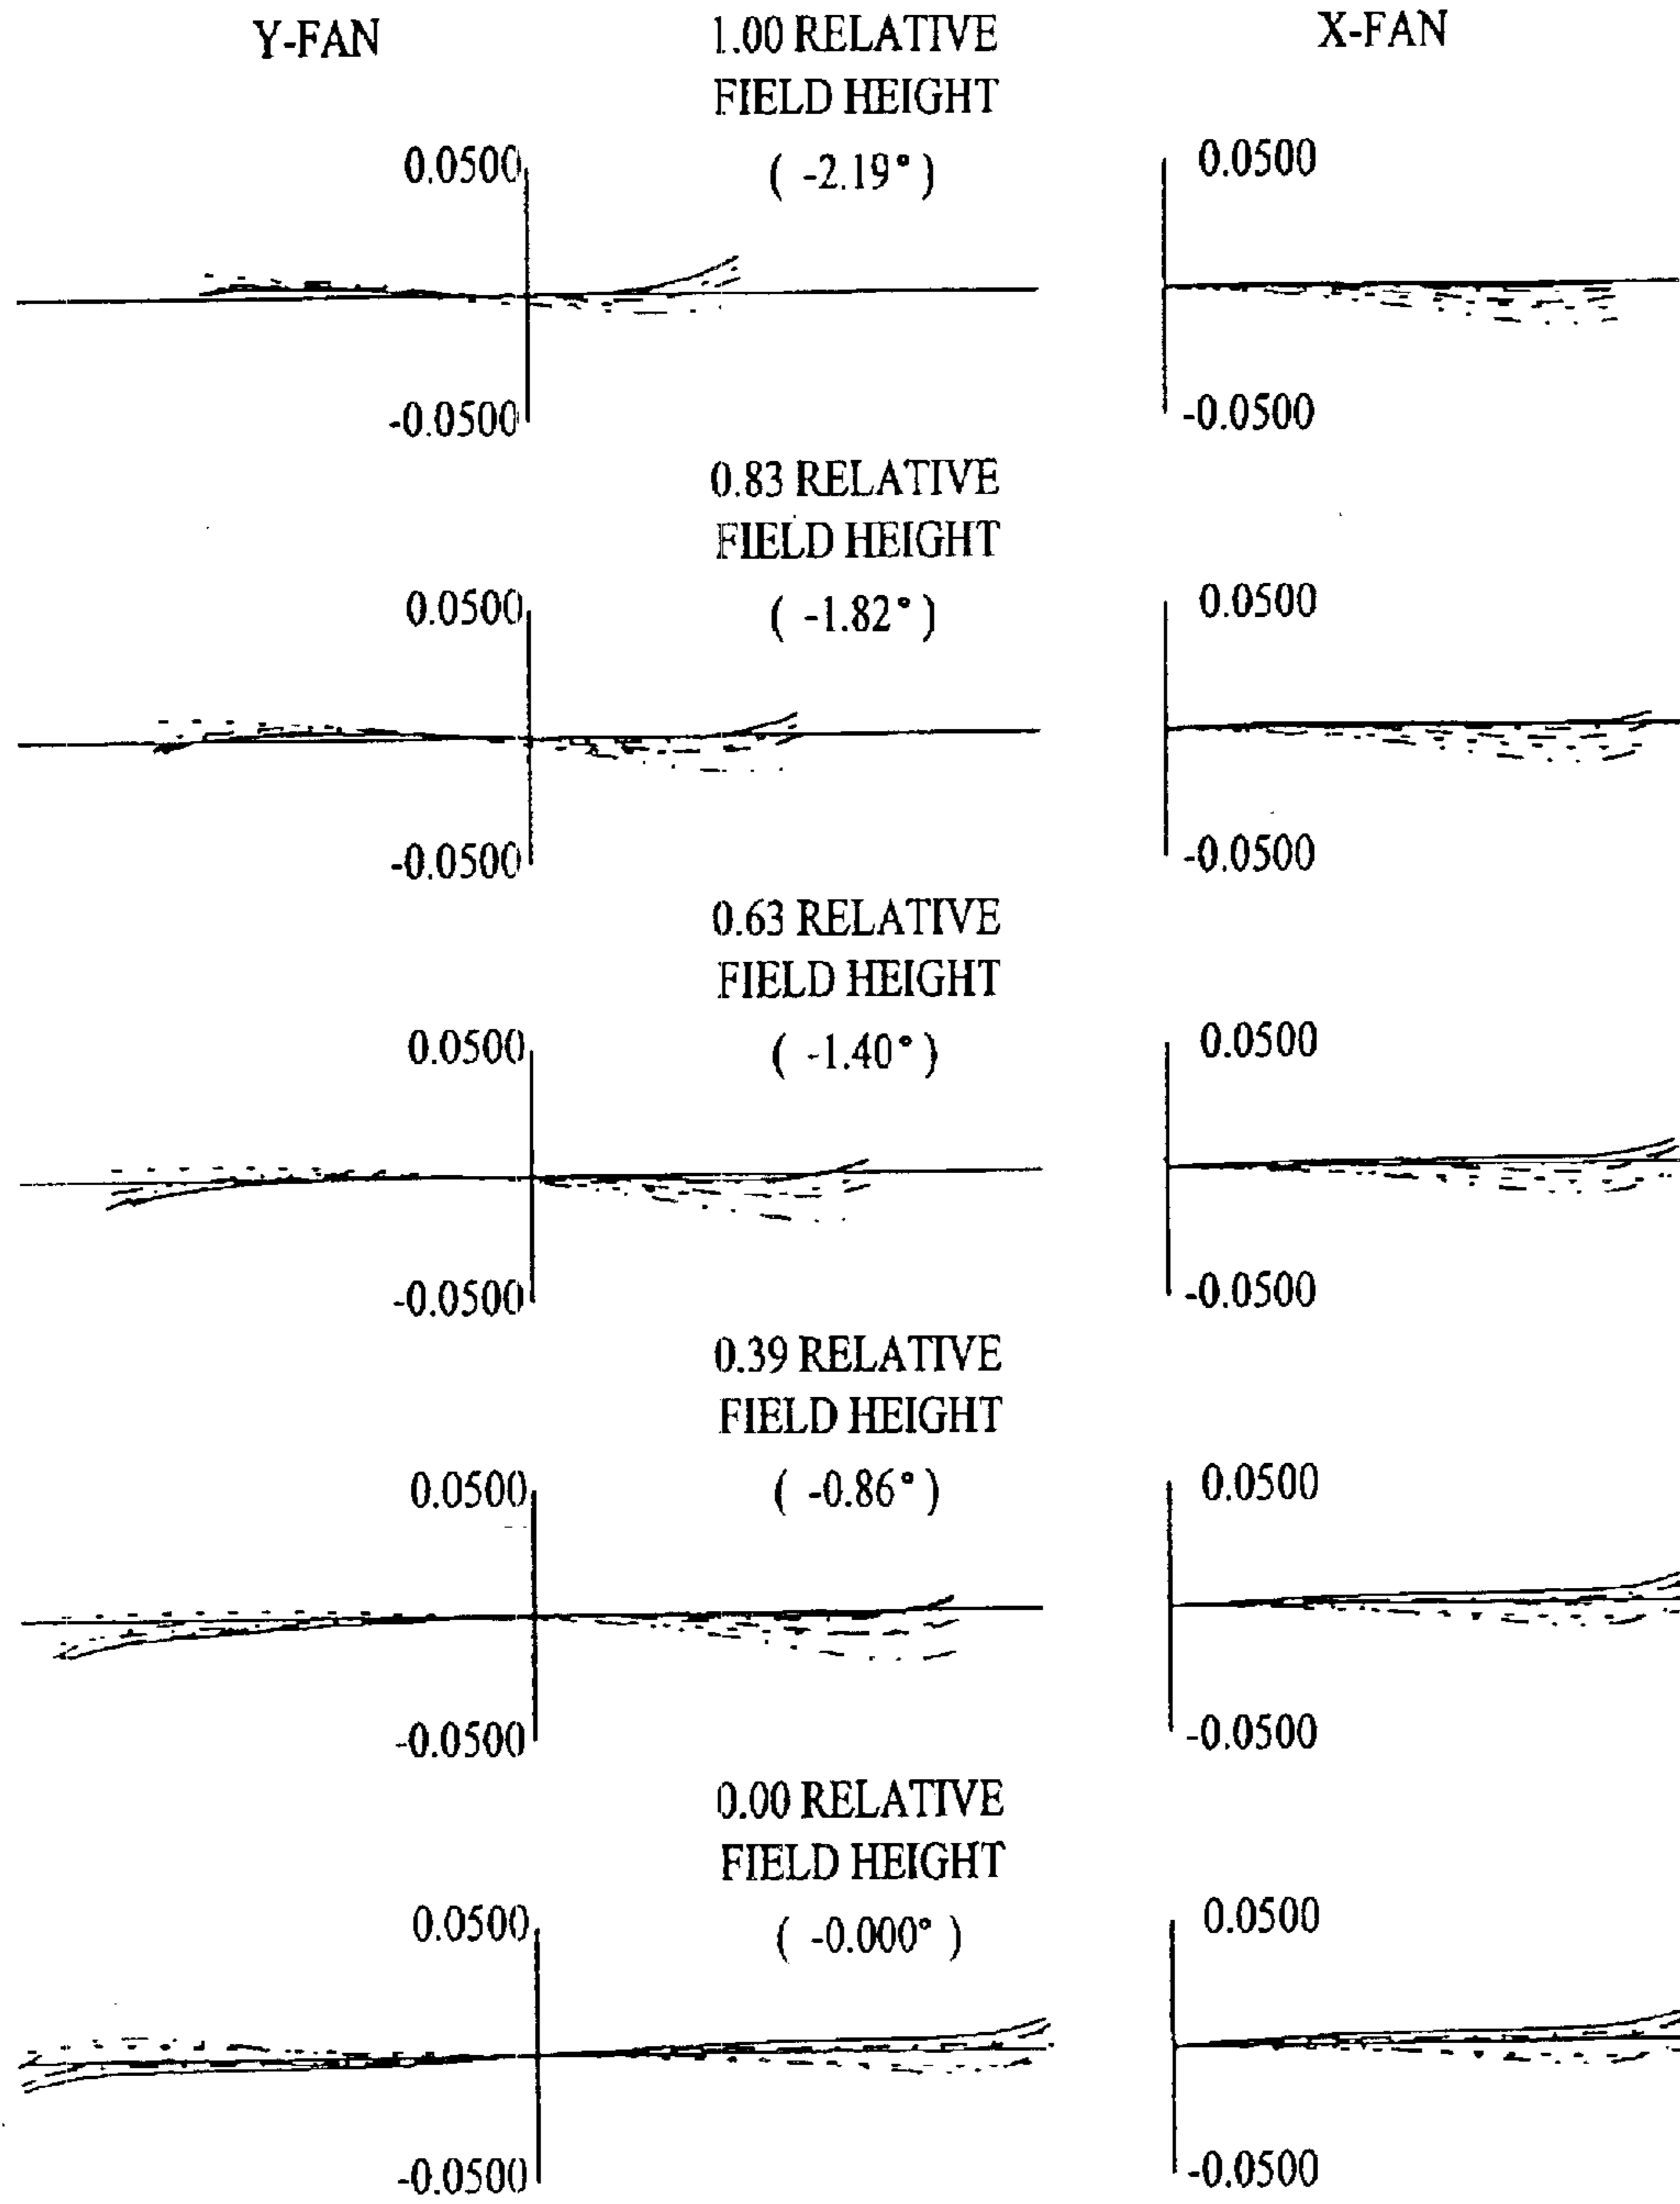 Y-FAN
1.00 RELATIVE
FIELD HEIGHT
( -2.19° )
X-FAN
0.0500
-0.0500
0.0500
-0.0500
0.83 RELATIVE
FIELD HEIGHT
( -1.82° )
0.0500
-0.0500
0.0500
-0.0500
0.63 RELATIVE
FIELD HEIGHT
( -1.40° )
0.0500
-0.0500
0.0500
-0.0500
0.39 RELATIVE
FIELD HEIGHT
( -0.86° )
0.0500
-0.0500
0.0500
-0.0500
0.00 RELATIVE
FIELD HEIGHT
( -0.000° )
0.0500
-0.0500
0.0500
-0.0500